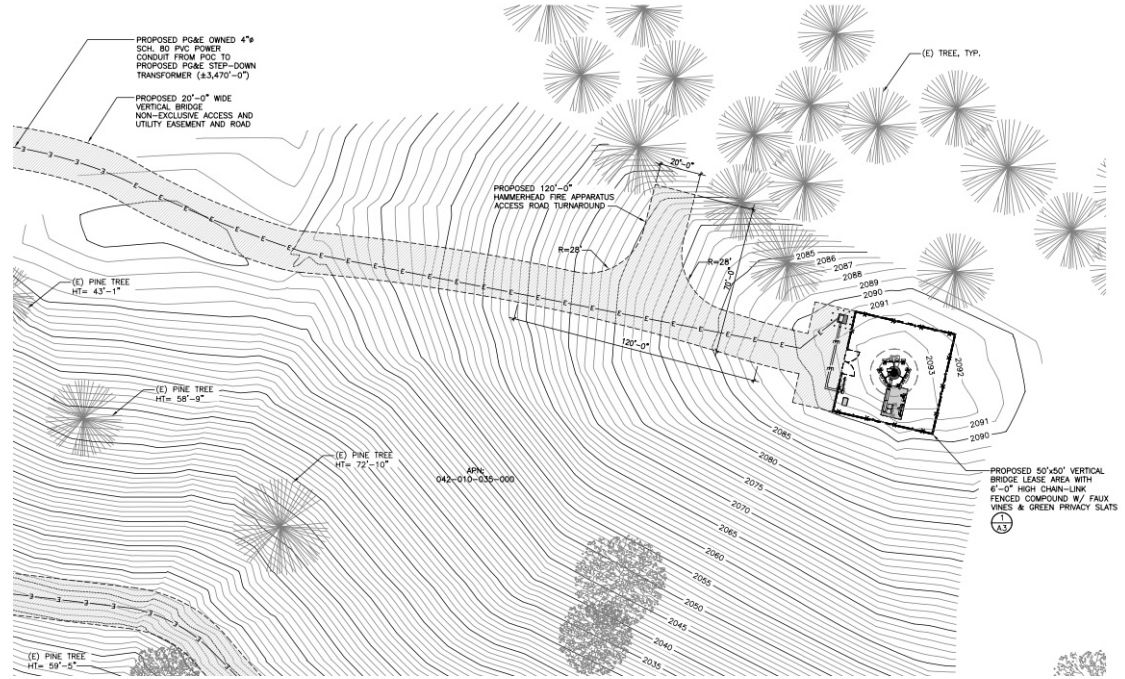 PROPOSED PG&E OWNED 4"ø
SCH. 80 PVC POWER
CONDUIT FROM POC TO
PROPOSED PG&E STEP-DOWN
TRANSFORMER (±3,470'-0")
PROPOSED 20'-0" WIDE
VERTICAL BRIDGE
NON-EXCLUSIVE ACCESS AND
UTILITY EASEMENT AND ROAD
(E) TREE, TYP.
20'-0"
PROPOSED 120'-0"
HAMMERHEAD FIRE APPARATUS
ACCESS ROAD TURNAROUND
R=28'
R=28'
70'-0"
120'-0"
2085
2086
2087
2088
2089
2090
2091
2092
2093
2091
2090
(E) PINE TREE
HT= 43'-1"
(E) PINE TREE
HT= 58'-9"
(E) PINE TREE
HT= 72'-10"
APN:
042-010-035-000
2085
2080
2075
2070
2065
2060
2055
2050
2045
2040
2035
PROPOSED 50'x50' VERTICAL
BRIDGE LEASE AREA WITH
6'-0" HIGH CHAIN-LINK
FENCED COMPOUND W/ FAUX
VINES & GREEN PRIVACY SLATS
1
A3
(E) PINE TREE
HT= 59'-5"
E E E E E E E E E E E E E E E E E E